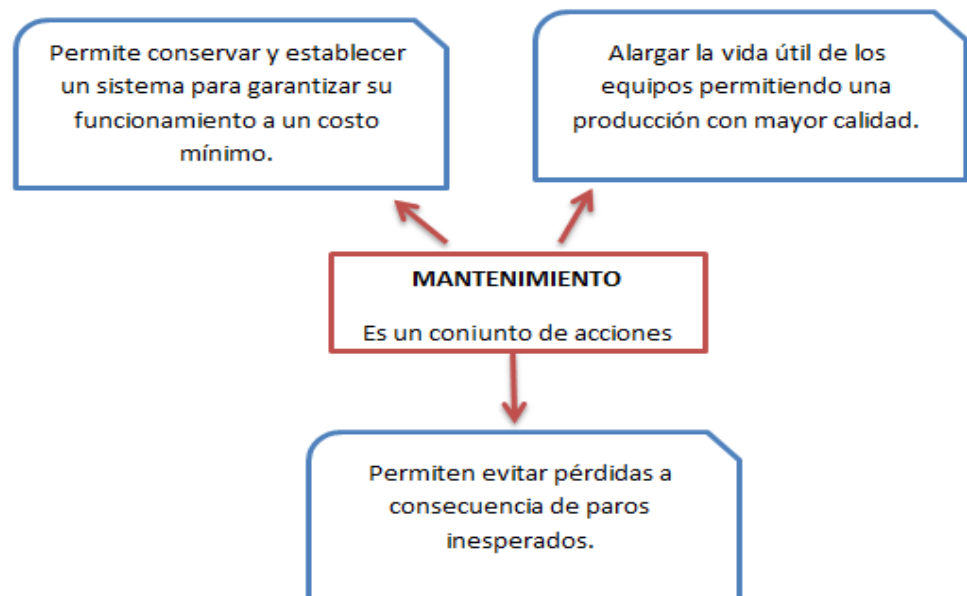 Permite conservar y establecer
un sistema para garantizar su
funcionamiento a un costo
mínimo.
Alargar la vida útil de los
equipos permitiendo una
producción con mayor calidad.
MANTENIMIENTO
Es un conjunto de acciones
Permiten evitar pérdidas a
consecuencia de paros
inesperados.